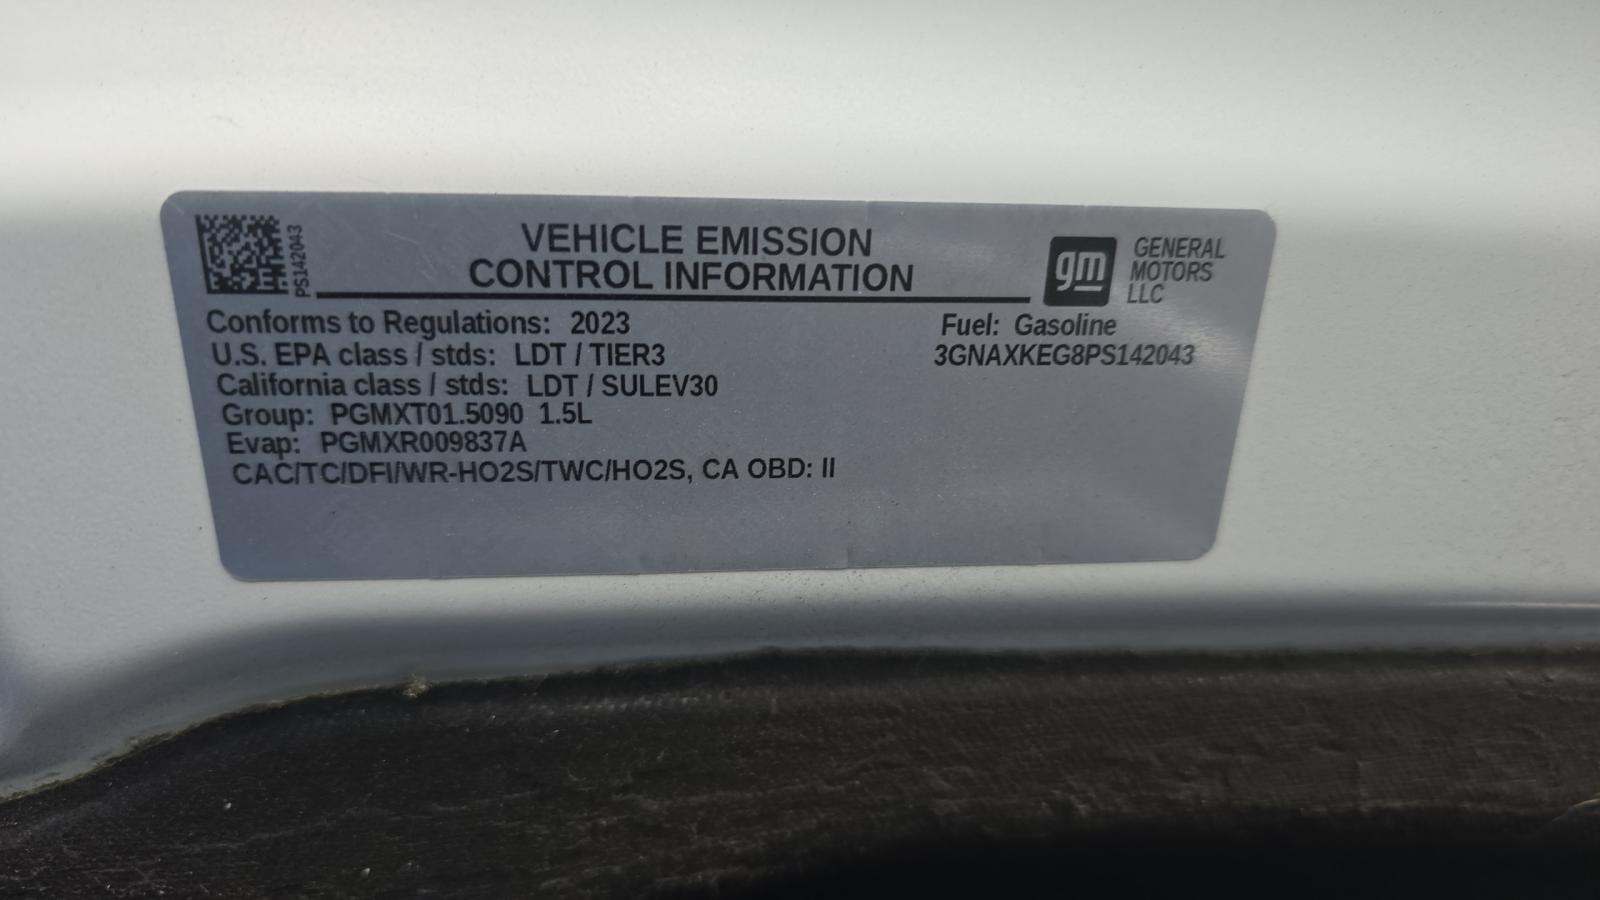 PS142043
VEHICLE EMISSION
CONTROL INFORMATION
gm
GENERAL
MOTORS
LLC
Conforms to Regulations: 2023
U.S. EPA class / stds: LDT / TIER3
California class / stds: LDT / SULEV30
Group: PGMXT01.5090 1.5L
Evap: PGMXR009837A
CAC/TC/DFI/WR-HO2S/TWC/HO2S, CA OBD: II
Fuel: Gasoline
3GNAXKEG8PS142043